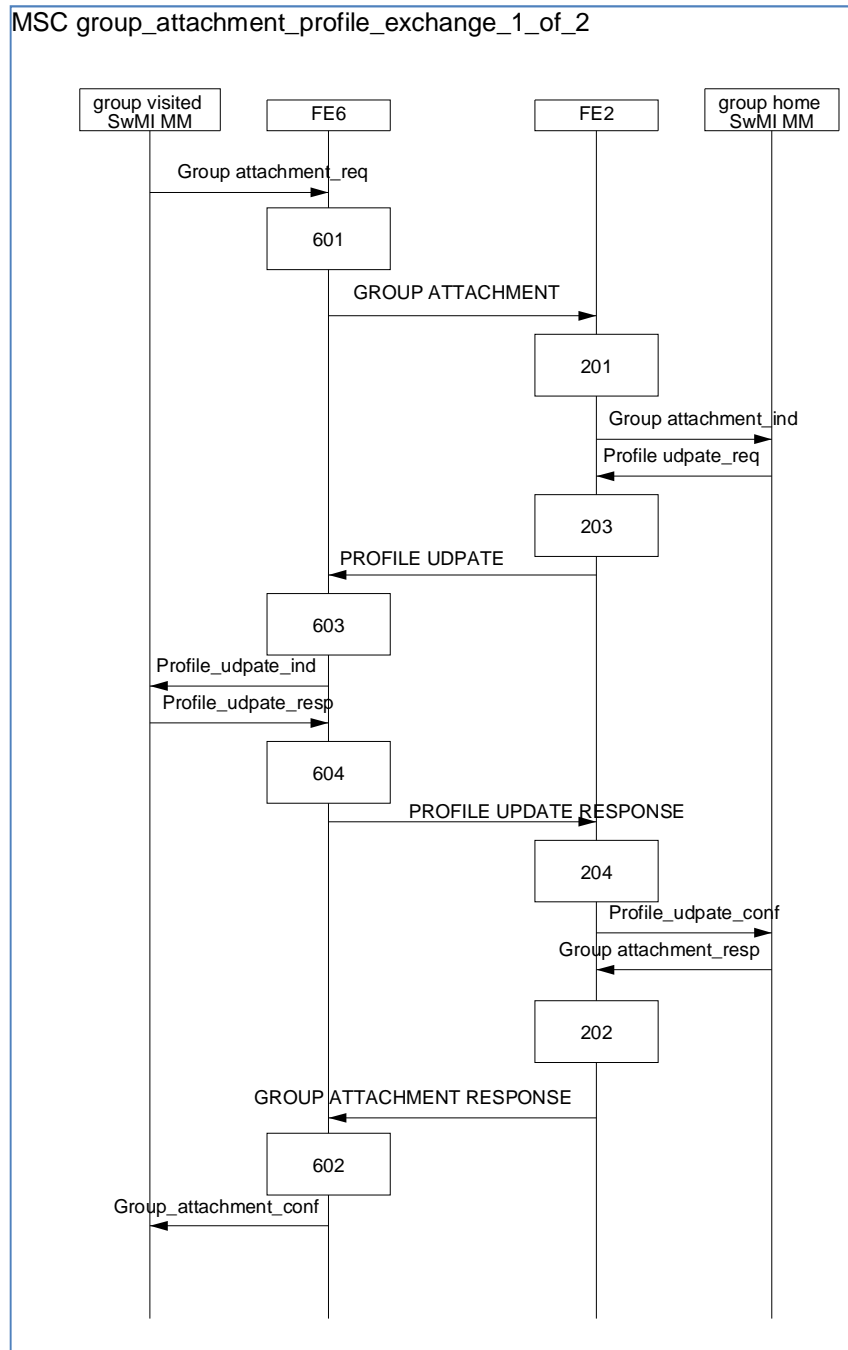 MSC group_attachment_profile_exchange_1_of_2
group visited
SwMI MM
FE6
FE2
group home
SwMI MM
Group attachment_req
601
GROUP ATTACHMENT
201
Group attachment_ind
Profile udpate_req
203
PROFILE UDPATE
603
Profile_udpate_ind
Profile_udpate_resp
604
PROFILE UPDATE RESPONSE
204
Profile_udpate_conf
Group attachment_resp
202
GROUP ATTACHMENT RESPONSE
602
Group_attachment_conf